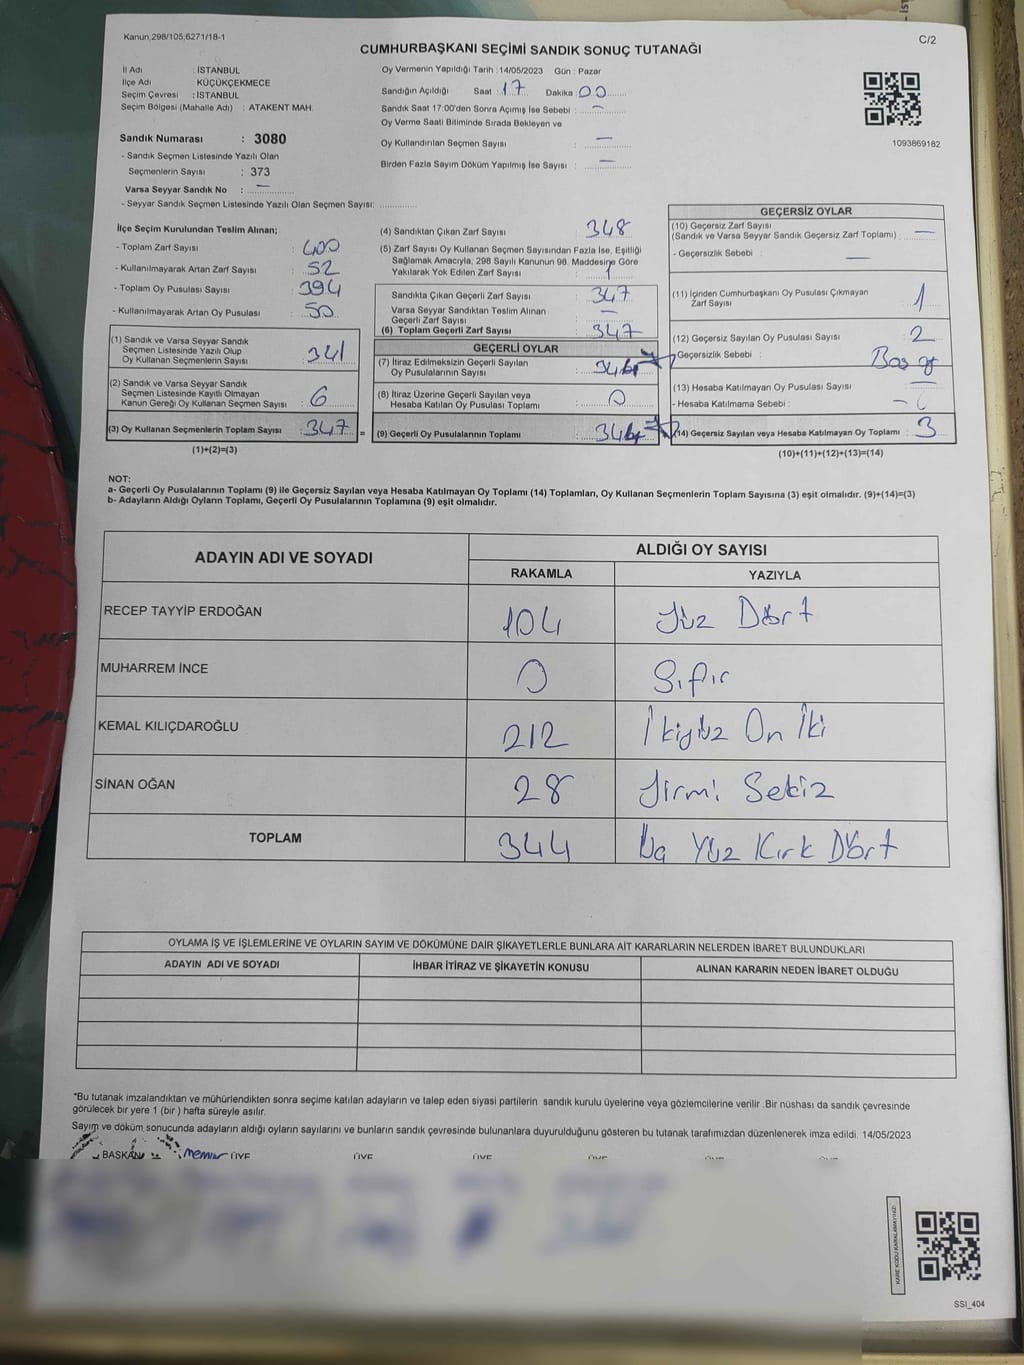 Kanun,298/105;6271/18-1
C/2
CUMHURBAŞKANI SEÇİMİ SANDIK SONUÇ TUTANAĞI
İl Adı : İSTANBUL
İlçe Adı : KÜÇÜKÇEKMECE
Seçim Çevresi : İSTANBUL
Seçim Bölgesi (Mahalle Adı) : ATAKENT MAH.
Sandık Numarası : 3080
- Sandık Seçmen Listesinde Yazılı Olan
Seçmenlerin Sayısı : 373
Varsa Seyyar Sandık No : —
- Seyyar Sandık Seçmen Listesinde Yazılı Olan Seçmen Sayısı: ..............
Oy Vermenin Yapıldığı Tarih : 14/05/2023 Gün : Pazar
Sandığın Açıldığı Saat : 17 Dakika : 00
Sandık Saat 17:00'den Sonra Açımış İse Sebebi : —
Oy Verme Saati Bitiminde Sırada Bekleyen ve
Oy Kullandırılan Seçmen Sayısı : —
Birden Fazla Sayım Döküm Yapılmış İse Sayısı : —
1093869182
İlçe Seçim Kurulundan Teslim Alınan;
- Toplam Zarf Sayısı : 400
- Kullanılmayarak Artan Zarf Sayısı : 52
- Toplam Oy Pusulası Sayısı : 394
- Kullanılmayarak Artan Oy Pusulası : 50
(1) Sandık ve Varsa Seyyar Sandık
Seçmen Listesinde Yazılı Olup
Oy Kullanan Seçmenlerin Sayısı : 341
(2) Sandık ve Varsa Seyyar Sandık
Seçmen Listesinde Kayıtlı Olmayan
Kanun Gereği Oy Kullanan Seçmen Sayısı : 6
(3) Oy Kullanan Seçmenlerin Toplam Sayısı : 347 =
(1)+(2)=(3)
(4) Sandıktan Çıkan Zarf Sayısı : 348
(5) Zarf Sayısı Oy Kullanan Seçmen Sayısından Fazla İse, Eşitliği
Sağlamak Amacıyla; 298 Sayılı Kanunun 98. Maddesine Göre
Yakılarak Yok Edilen Zarf Sayısı : 1
Sandıkta Çıkan Geçerli Zarf Sayısı : 347
Varsa Seyyar Sandıktan Teslim Alınan
Geçerli Zarf Sayısı : —
(6) Toplam Geçerli Zarf Sayısı : 347
GEÇERLİ OYLAR
(7) İtiraz Edilmeksizin Geçerli Sayılan
Oy Pusulalarının Sayısı :
(8) İtiraz Üzerine Geçerli Sayılan veya
Hesaba Katılan Oy Pusulası Toplamı : 0
(9) Geçerli Oy Pusulalarının Toplamı :
GEÇERSİZ OYLAR
(10) Geçersiz Zarf Sayısı
(Sandık ve Varsa Seyyar Sandık Geçersiz Zarf Toplamı) : —
- Geçersizlik Sebebi : —
(11) İçinden Cumhurbaşkanı Oy Pusulası Çıkmayan
Zarf Sayısı : 1
(12) Geçersiz Sayılan Oy Pusulası Sayısı : 2
Geçersizlik Sebebi : Boş oy
(13) Hesaba Katılmayan Oy Pusulası Sayısı : —
- Hesaba Katılmama Sebebi : —
(14) Geçersiz Sayılan veya Hesaba Katılmayan Oy Toplamı : 3
(10)+(11)+(12)+(13)=(14)
NOT:
a- Geçerli Oy Pusulalarının Toplamı (9) ile Geçersiz Sayılan veya Hesaba Katılmayan Oy Toplamı (14) Toplamları, Oy Kullanan Seçmenlerin Toplam Sayısına (3) eşit olmalıdır. (9)+(14)=(3)
b- Adayların Aldığı Oyların Toplamı, Geçerli Oy Pusulalarının Toplamına (9) eşit olmalıdır.
ADAYIN ADI VE SOYADI
ALDIĞI OY SAYISI
RAKAMLA YAZIYLA
RECEP TAYYİP ERDOĞAN 104 Yüz Dört
MUHARREM İNCE 0 Sıfır
KEMAL KILIÇDAROĞLU 212 İkiyüz On İki
SİNAN OĞAN 28 Yirmi Sekiz
TOPLAM 344 Üç Yüz Kırk Dört
OYLAMA İŞ VE İŞLEMLERİNE VE OYLARIN SAYIM VE DÖKÜMÜNE DAİR ŞİKAYETLERLE BUNLARA AİT KARARLARIN NELERDEN İBARET BULUNDUKLARI
ADAYIN ADI VE SOYADI İHBAR İTİRAZ VE ŞİKAYETİN KONUSU ALINAN KARARIN NEDEN İBARET OLDUĞU
*Bu tutanak imzalandıktan ve mühürlendikten sonra seçime katılan adayların ve talep eden siyasi partilerin sandık kurulu üyelerine veya gözlemcilerine verilir .Bir nüshası da sandık çevresinde
görülecek bir yere 1 (bir ) hafta süreyle asılır.
Sayım ve döküm sonucunda adayların aldığı oyların sayılarını ve bunların sandık çevresinde bulunanlara duyurulduğunu gösteren bu tutanak tarafımızdan düzenlenerek imza edildi. 14/05/2023
BAŞKAN ÜYE ÜYE ÜYE ÜYE
KARE KODU KARALAMAYINIZ!
SSI_404